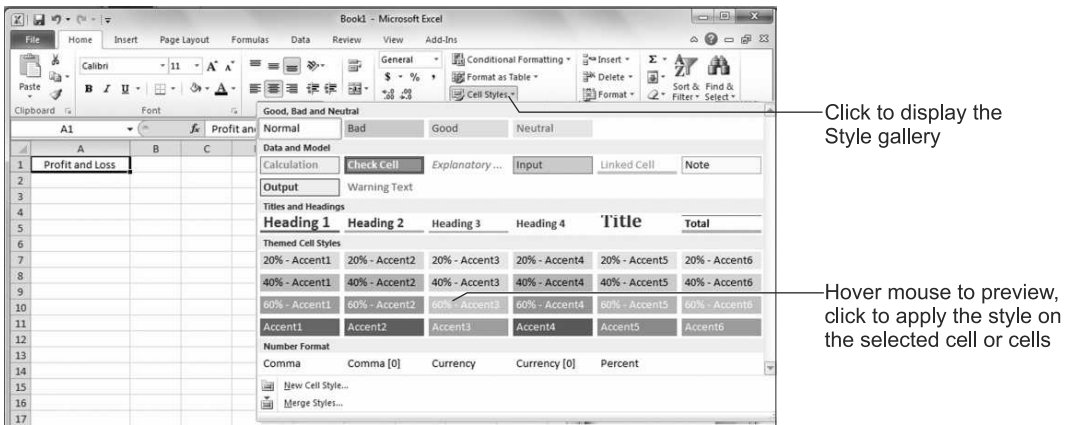 Book1 - Microsoft Excel
File Home Insert Page Layout Formulas Data Review View Add-Ins
Paste
Calibri 11 A A
General
Conditional Formatting Insert Σ
$ % , Format as Table Delete
B I U A
Cell Styles Format
Sort & Find &
Filter Select
Clipboard Font
A1 fx Profit an
Good, Bad and Neutral
Normal Bad Good Neutral
Data and Model
Calculation Check Cell Explanatory ... Input Linked Cell Note
Output Warning Text
Titles and Headings
Heading 1 Heading 2 Heading 3 Heading 4 Title Total
Themed Cell Styles
20% - Accent1 20% - Accent2 20% - Accent3 20% - Accent4 20% - Accent5 20% - Accent6
40% - Accent1 40% - Accent2 40% - Accent3 40% - Accent4 40% - Accent5 40% - Accent6
60% - Accent1 60% - Accent2 60% - Accent3 60% - Accent4 60% - Accent5 60% - Accent6
Accent1 Accent2 Accent3 Accent4 Accent5 Accent6
Number Format
Comma Comma [0] Currency Currency [0] Percent
New Cell Style...
Merge Styles...
A B C
1 Profit and Loss
2
3
4
5
6
7
8
9
10
11
12
13
14
15
16
17
Click to display the
Style gallery
Hover mouse to preview,
click to apply the style on
the selected cell or cells